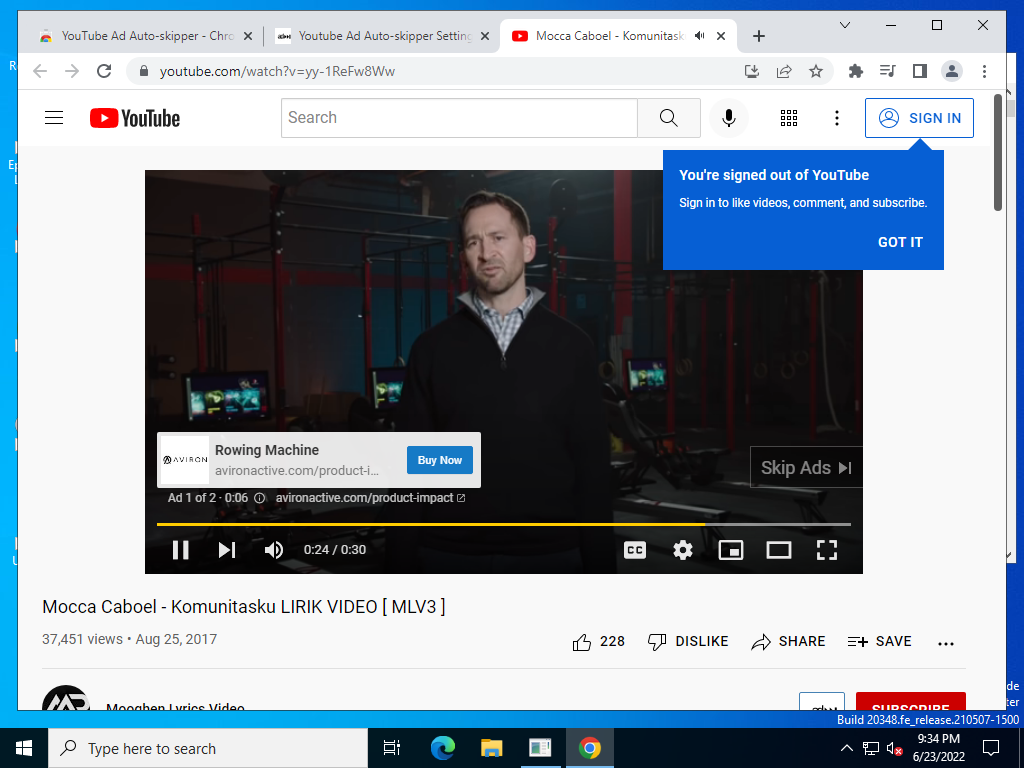 YouTube Ad Auto-skipper - Chro
Youtube Ad Auto-skipper Setting
Mocca Caboel - Komunitask
youtube.com/watch?v=yy-1ReFw8Ww
YouTube
Search
SIGN IN
You're signed out of YouTube
Sign in to like videos, comment, and subscribe.
GOT IT
AVIRON
Rowing Machine
avironactive.com/product-i...
Buy Now
Skip Ads
Ad 1 of 2 · 0:06
avironactive.com/product-impact
0:24 / 0:30
CC
Mocca Caboel - Komunitasku LIRIK VIDEO [ MLV3 ]
37,451 views • Aug 25, 2017
228
DISLIKE
SHARE
SAVE
Mooghen Lyrics Video
SUBSCRIBE
Build 20348.fe_release.210507-1500
Type here to search
9:34 PM
6/23/2022